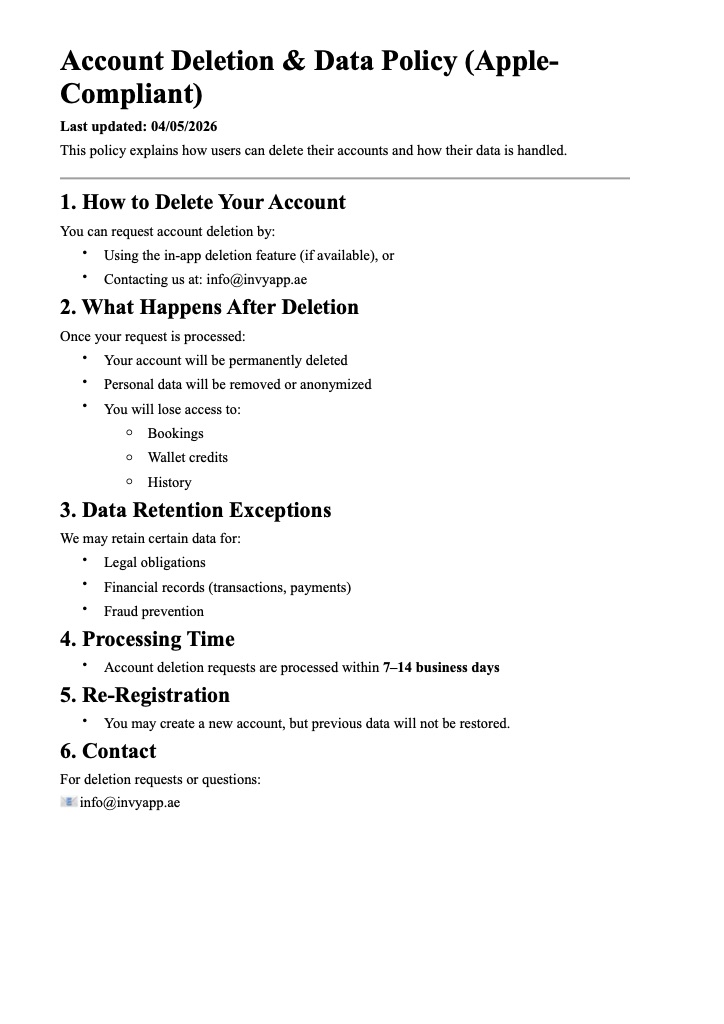 Account Deletion & Data Policy (Apple-
Compliant)
Last updated: 04/05/2026
This policy explains how users can delete their accounts and how their data is handled.
1. How to Delete Your Account
You can request account deletion by:
• Using the in-app deletion feature (if available), or
• Contacting us at: info@invyapp.ae
2. What Happens After Deletion
Once your request is processed:
• Your account will be permanently deleted
• Personal data will be removed or anonymized
• You will lose access to:
○ Bookings
○ Wallet credits
○ History
3. Data Retention Exceptions
We may retain certain data for:
• Legal obligations
• Financial records (transactions, payments)
• Fraud prevention
4. Processing Time
• Account deletion requests are processed within 7–14 business days
5. Re-Registration
• You may create a new account, but previous data will not be restored.
6. Contact
For deletion requests or questions:
📧 info@invyapp.ae